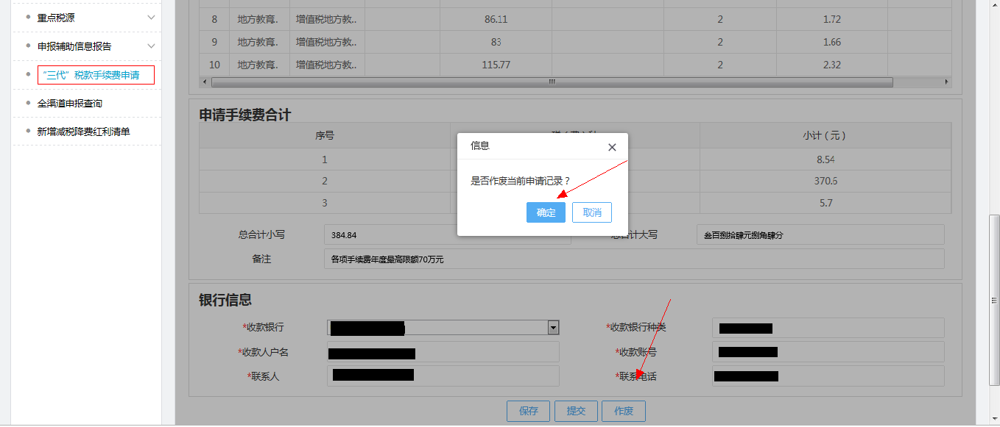 重点税源
申报辅助信息报告
“三代”税款手续费申请
全渠道申报查询
新增减税降费红利清单
8 地方教育. 增值税地方教.. 86.11 2 1.72
9 地方教育. 增值税地方教.. 83 2 1.66
10 地方教育. 增值税地方教.. 115.77 2 2.32
申请手续费合计
序号 小计（元）
1 8.54
2 370.6
3 5.7
信息
是否作废当前申请记录？
确定 取消
总合计小写 384.84 总合计大写 叁百捌拾肆元捌角肆分
备注 各项手续费年度最高限额70万元
银行信息
*收款银行 *收款银行种类
*收款人户名 *收款账号
*联系人 *联系电话
保存 提交 作废